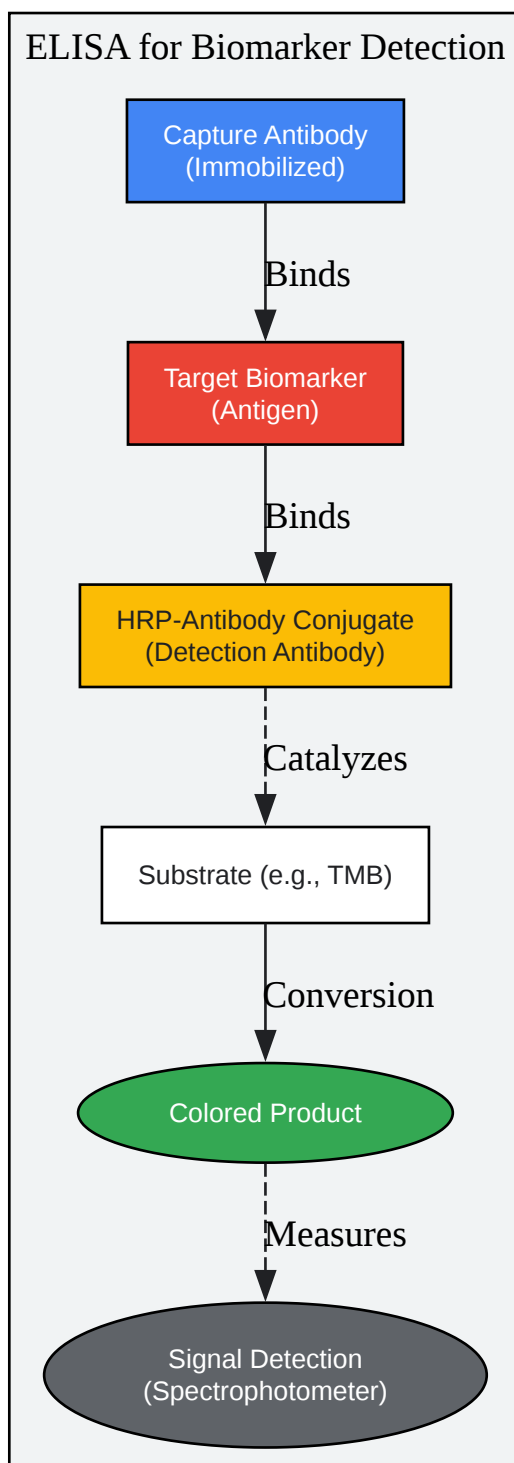 ELISA for Biomarker Detection
Capture Antibody
(Immobilized)
Binds
Target Biomarker
(Antigen)
Binds
HRP-Antibody Conjugate
(Detection Antibody)
Catalyzes
Substrate (e.g., TMB)
Conversion
Colored Product
Measures
Signal Detection
(Spectrophotometer)